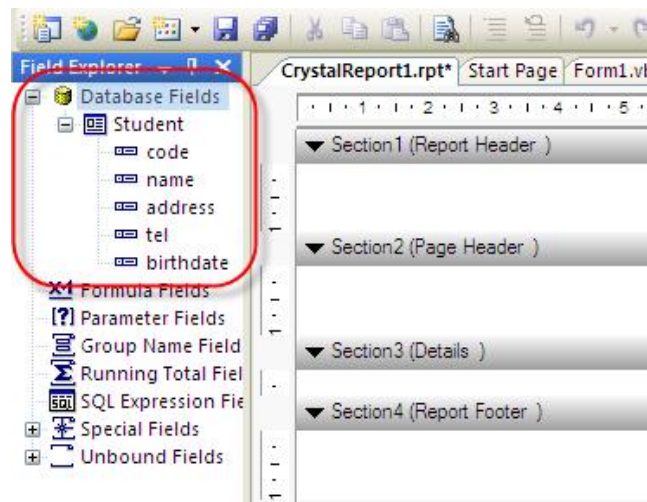 Field Explorer
CrystalReport1.rpt* Start Page Form1.vb
Database Fields
Student
code
name
address
tel
birthdate
Formula Fields
[?] Parameter Fields
Group Name Field
Running Total Fiel
SQL SQL Expression Fie
Special Fields
Unbound Fields
1 2 3 4 5
Section1 (Report Header )
Section2 (Page Header )
Section3 (Details )
Section4 (Report Footer )